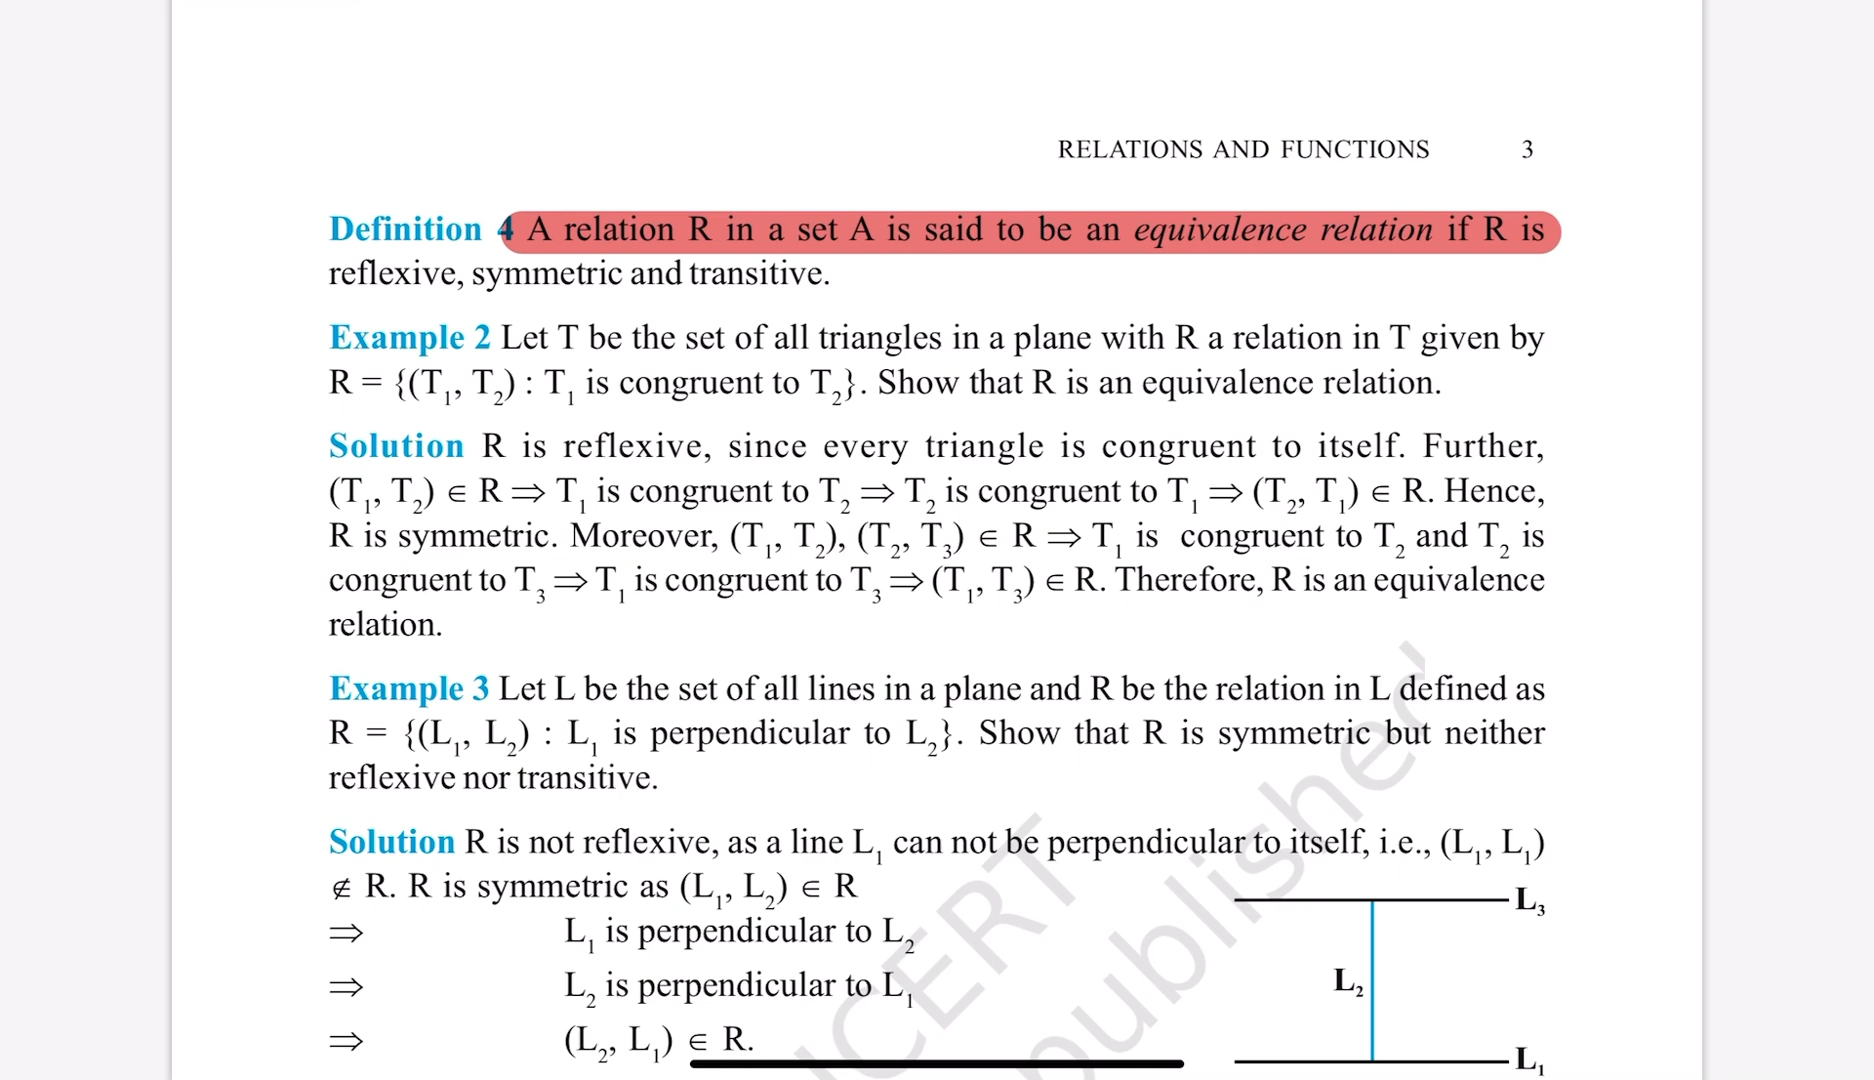 RELATIONS AND FUNCTIONS 3
Definition 4 A relation R in a set A is said to be an equivalence relation if R is
reflexive, symmetric and transitive.
Example 2 Let T be the set of all triangles in a plane with R a relation in T given by
R = {(T₁, T₂) : T₁ is congruent to T₂}. Show that R is an equivalence relation.
Solution R is reflexive, since every triangle is congruent to itself. Further,
(T₁, T₂) ∈ R ⇒ T₁ is congruent to T₂ ⇒ T₂ is congruent to T₁ ⇒ (T₂, T₁) ∈ R. Hence,
R is symmetric. Moreover, (T₁, T₂), (T₂, T₃) ∈ R ⇒ T₁ is congruent to T₂ and T₂ is
congruent to T₃ ⇒ T₁ is congruent to T₃ ⇒ (T₁, T₃) ∈ R. Therefore, R is an equivalence
relation.
Example 3 Let L be the set of all lines in a plane and R be the relation in L defined as
R = {(L₁, L₂) : L₁ is perpendicular to L₂}. Show that R is symmetric but neither
reflexive nor transitive.
Solution R is not reflexive, as a line L₁ can not be perpendicular to itself, i.e., (L₁, L₁)
∉ R. R is symmetric as (L₁, L₂) ∈ R
⇒ L₁ is perpendicular to L₂
⇒ L₂ is perpendicular to L₁
⇒ (L₂, L₁) ∈ R.
L₃
L₂
L₁
NCERT
publisher'